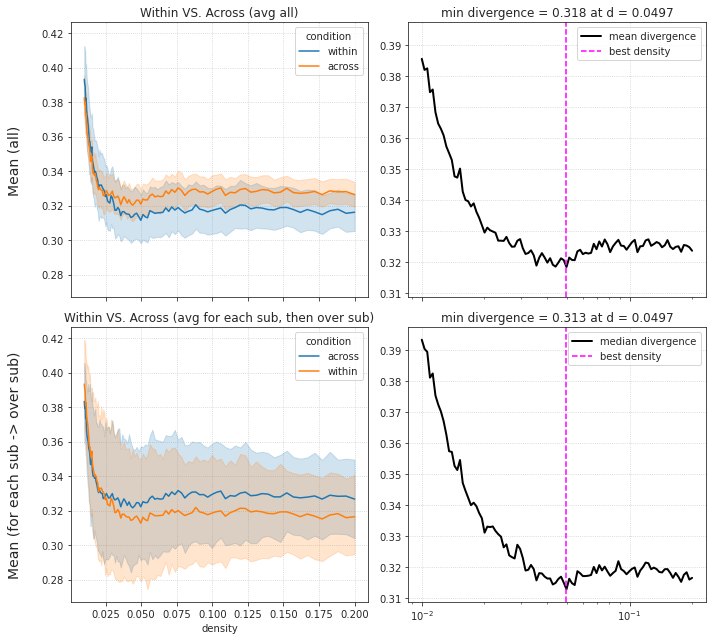 Within VS. Across (avg all)
min divergence = 0.318 at d = 0.0497
Mean (all)
0.42
0.40
0.38
0.36
0.34
0.32
0.30
0.28
condition
within
across
0.39
0.38
0.37
0.36
0.35
0.34
0.33
0.32
0.31
mean divergence
best density
Within VS. Across (avg for each sub, then over sub)
min divergence = 0.313 at d = 0.0497
Mean (for each sub -> over sub)
0.42
0.40
0.38
0.36
0.34
0.32
0.30
0.28
condition
across
within
0.025 0.050 0.075 0.100 0.125 0.150 0.175 0.200
density
0.39
0.38
0.37
0.36
0.35
0.34
0.33
0.32
0.31
median divergence
best density
10⁻² 10⁻¹